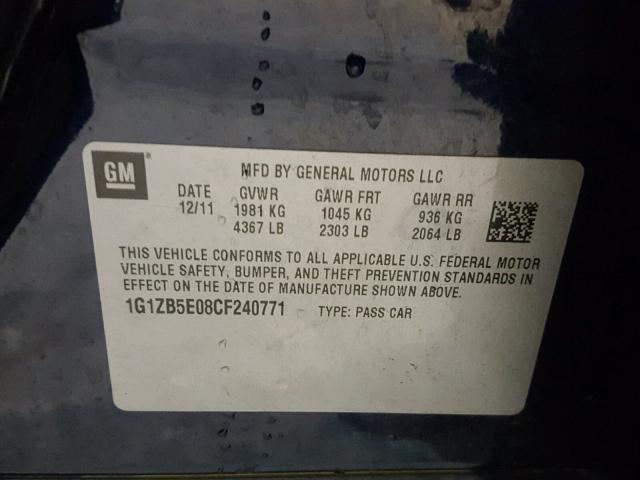 GM
MFD BY GENERAL MOTORS LLC
DATE GVWR GAWR FRT GAWR RR
12/11 1981 KG 1045 KG 936 KG
4367 LB 2303 LB 2064 LB
THIS VEHICLE CONFORMS TO ALL APPLICABLE U.S. FEDERAL MOTOR
VEHICLE SAFETY, BUMPER, AND THEFT PREVENTION STANDARDS IN
EFFECT ON THE DATE OF MANUFACTURE SHOWN ABOVE.
1G1ZB5E08CF240771 TYPE: PASS CAR